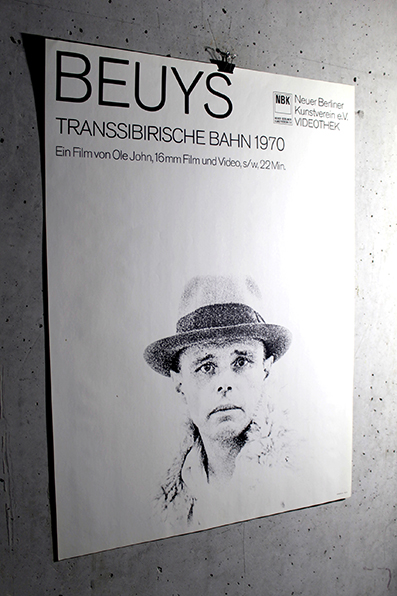 BEUYS
TRANSSIBIRISCHE BAHN 1970
Ein Film von Ole John, 16mm Film und Video, s/w, 22 Min.
NBK
Neuer Berliner
Kunstverein e.V.
VIDEOTHEK